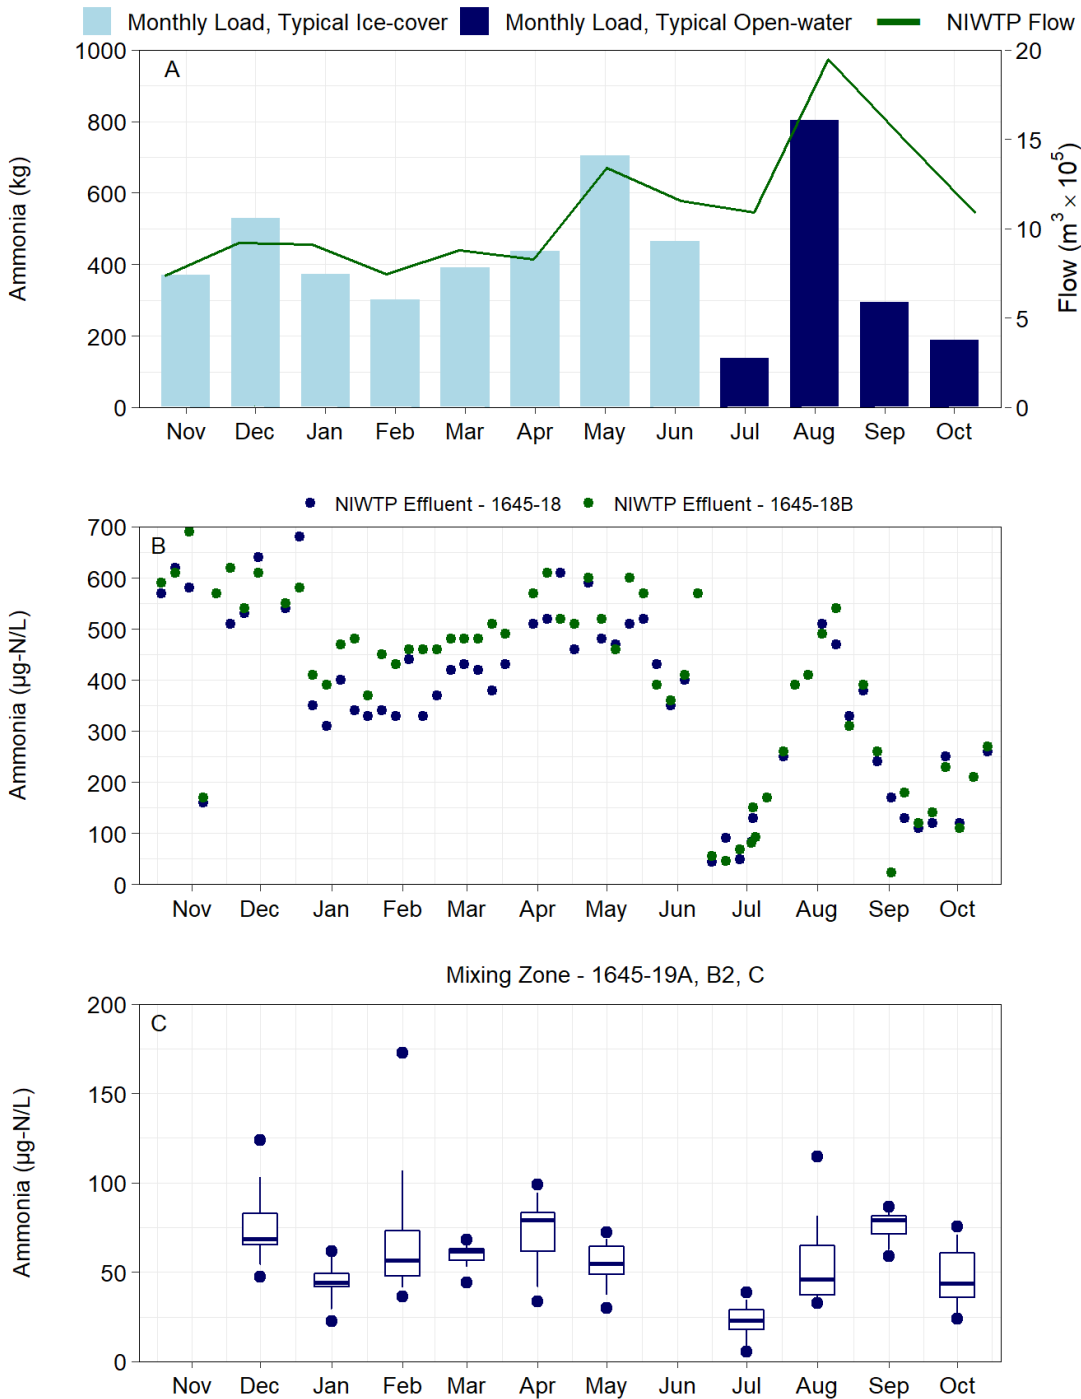 Monthly Load, Typical Ice-cover Monthly Load, Typical Open-water NIWTP Flow
A
1000
800
600
400
200
0
Ammonia (kg)
20
15
10
5
0
Flow (m³ × 10⁵)
Nov Dec Jan Feb Mar Apr May Jun Jul Aug Sep Oct
NIWTP Effluent - 1645-18 NIWTP Effluent - 1645-18B
B
700
600
500
400
300
200
100
0
Ammonia (µg-N/L)
Nov Dec Jan Feb Mar Apr May Jun Jul Aug Sep Oct
Mixing Zone - 1645-19A, B2, C
C
200
150
100
50
0
Ammonia (µg-N/L)
Nov Dec Jan Feb Mar Apr May Jun Jul Aug Sep Oct